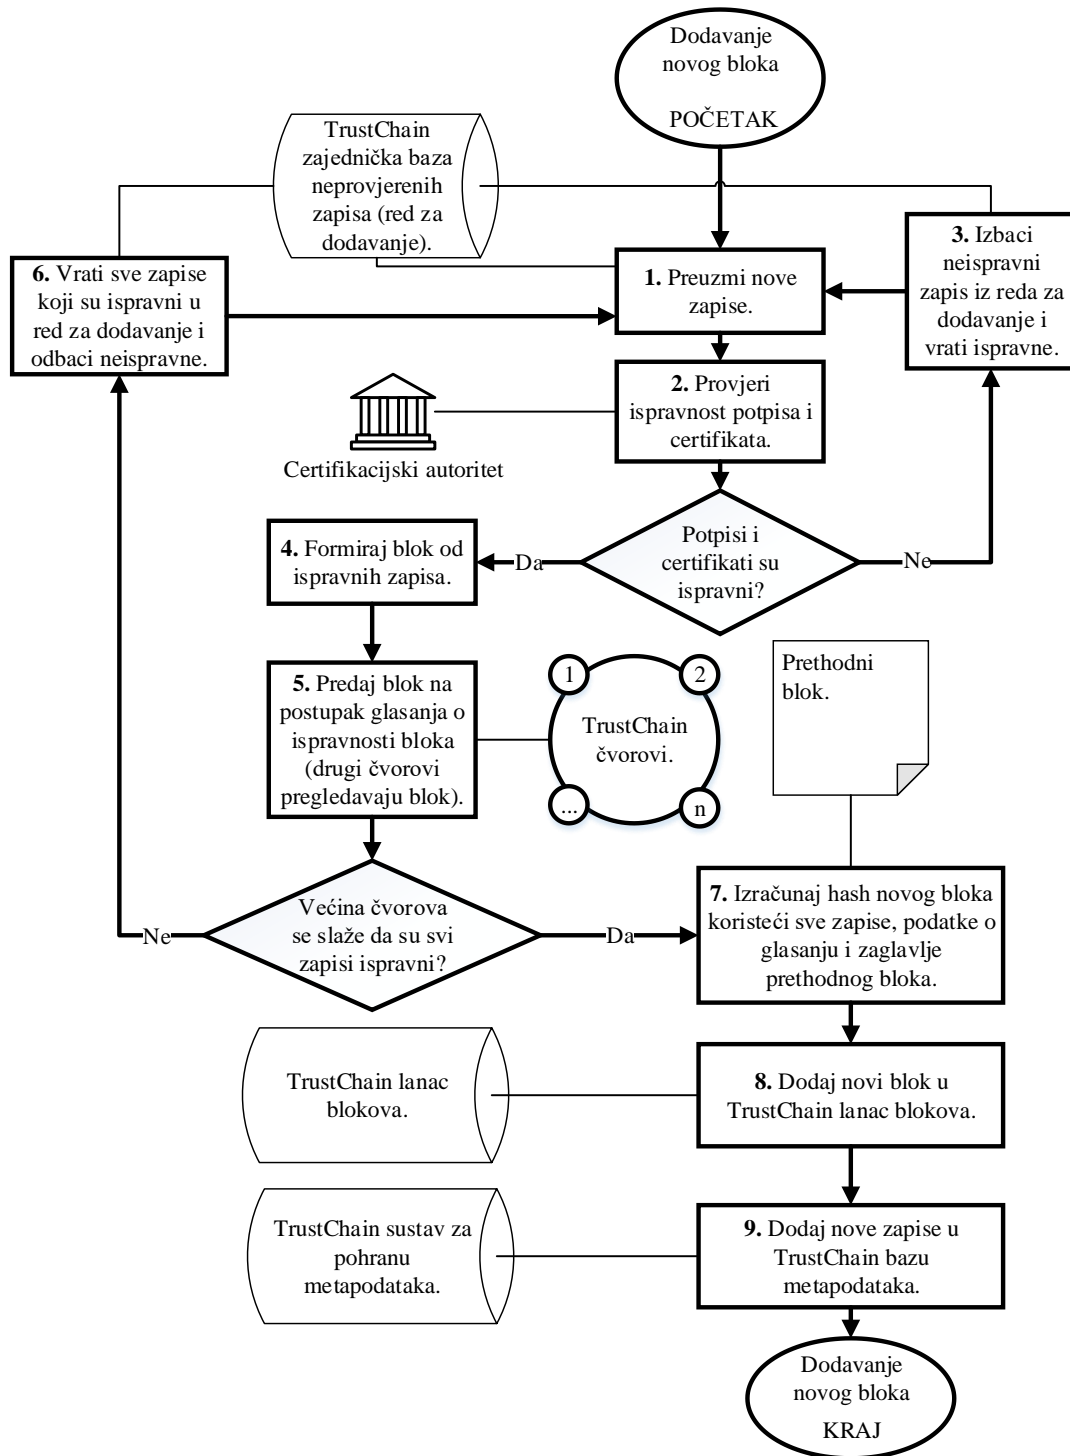 Dodavanje
novog bloka
POČETAK
TrustChain
zajednička baza
neprovjerenih
zapisa (red za
dodavanje).
6. Vrati sve zapise
koji su ispravni u
red za dodavanje i
odbaci neispravne.
1. Preuzmi nove
zapise.
3. Izbaci
neispravni
zapis iz reda za
dodavanje i
vrati ispravne.
2. Provjeri
ispravnost potpisa i
certifikata.
Certifikacijski autoritet
Potpisi i
certifikati su
ispravni?
Da
Ne
4. Formiraj blok od
ispravnih zapisa.
5. Predaj blok na
postupak glasanja o
ispravnosti bloka
(drugi čvorovi
pregledavaju blok).
1
2
TrustChain
čvorovi.
...
n
Prethodni
blok.
Većina čvorova
se slaže da su svi
zapisi ispravni?
Ne
Da
7. Izračunaj hash novog bloka
koristeći sve zapise, podatke o
glasanju i zaglavlje
prethodnog bloka.
TrustChain lanac
blokova.
8. Dodaj novi blok u
TrustChain lanac blokova.
TrustChain sustav za
pohranu
metapodataka.
9. Dodaj nove zapise u
TrustChain bazu
metapodataka.
Dodavanje
novog bloka
KRAJ